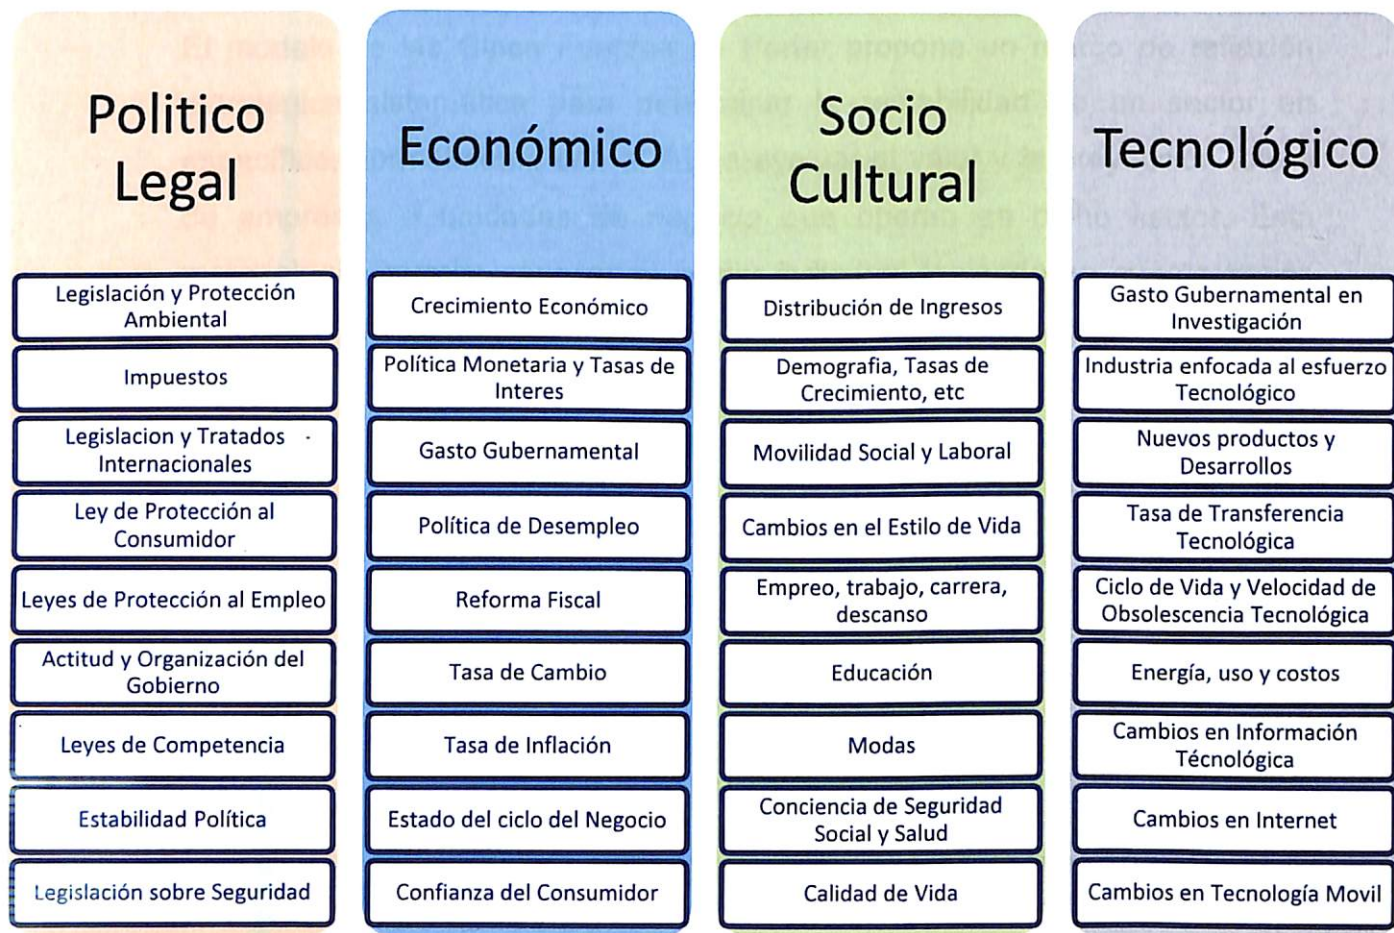 Politico
Legal
Legislación y Protección
Ambiental
Impuestos
Legislacion y Tratados
Internacionales
Ley de Protección al
Consumidor
Leyes de Protección al Empleo
Actitud y Organización del
Gobierno
Leyes de Competencia
Estabilidad Política
Legislación sobre Seguridad
Económico
Crecimiento Económico
Política Monetaria y Tasas de
Interes
Gasto Gubernamental
Política de Desempleo
Reforma Fiscal
Tasa de Cambio
Tasa de Inflación
Estado del ciclo del Negocio
Confianza del Consumidor
Socio
Cultural
Distribución de Ingresos
Demografia, Tasas de
Crecimiento, etc
Movilidad Social y Laboral
Cambios en el Estilo de Vida
Empreo, trabajo, carrera,
descanso
Educación
Modas
Conciencia de Seguridad
Social y Salud
Calidad de Vida
Tecnológico
Gasto Gubernamental en
Investigación
Industria enfocada al esfuerzo
Tecnológico
Nuevos productos y
Desarrollos
Tasa de Transferencia
Tecnológica
Ciclo de Vida y Velocidad de
Obsolescencia Tecnológica
Energía, uso y costos
Cambios en Información
Técnológica
Cambios en Internet
Cambios en Tecnología Movil